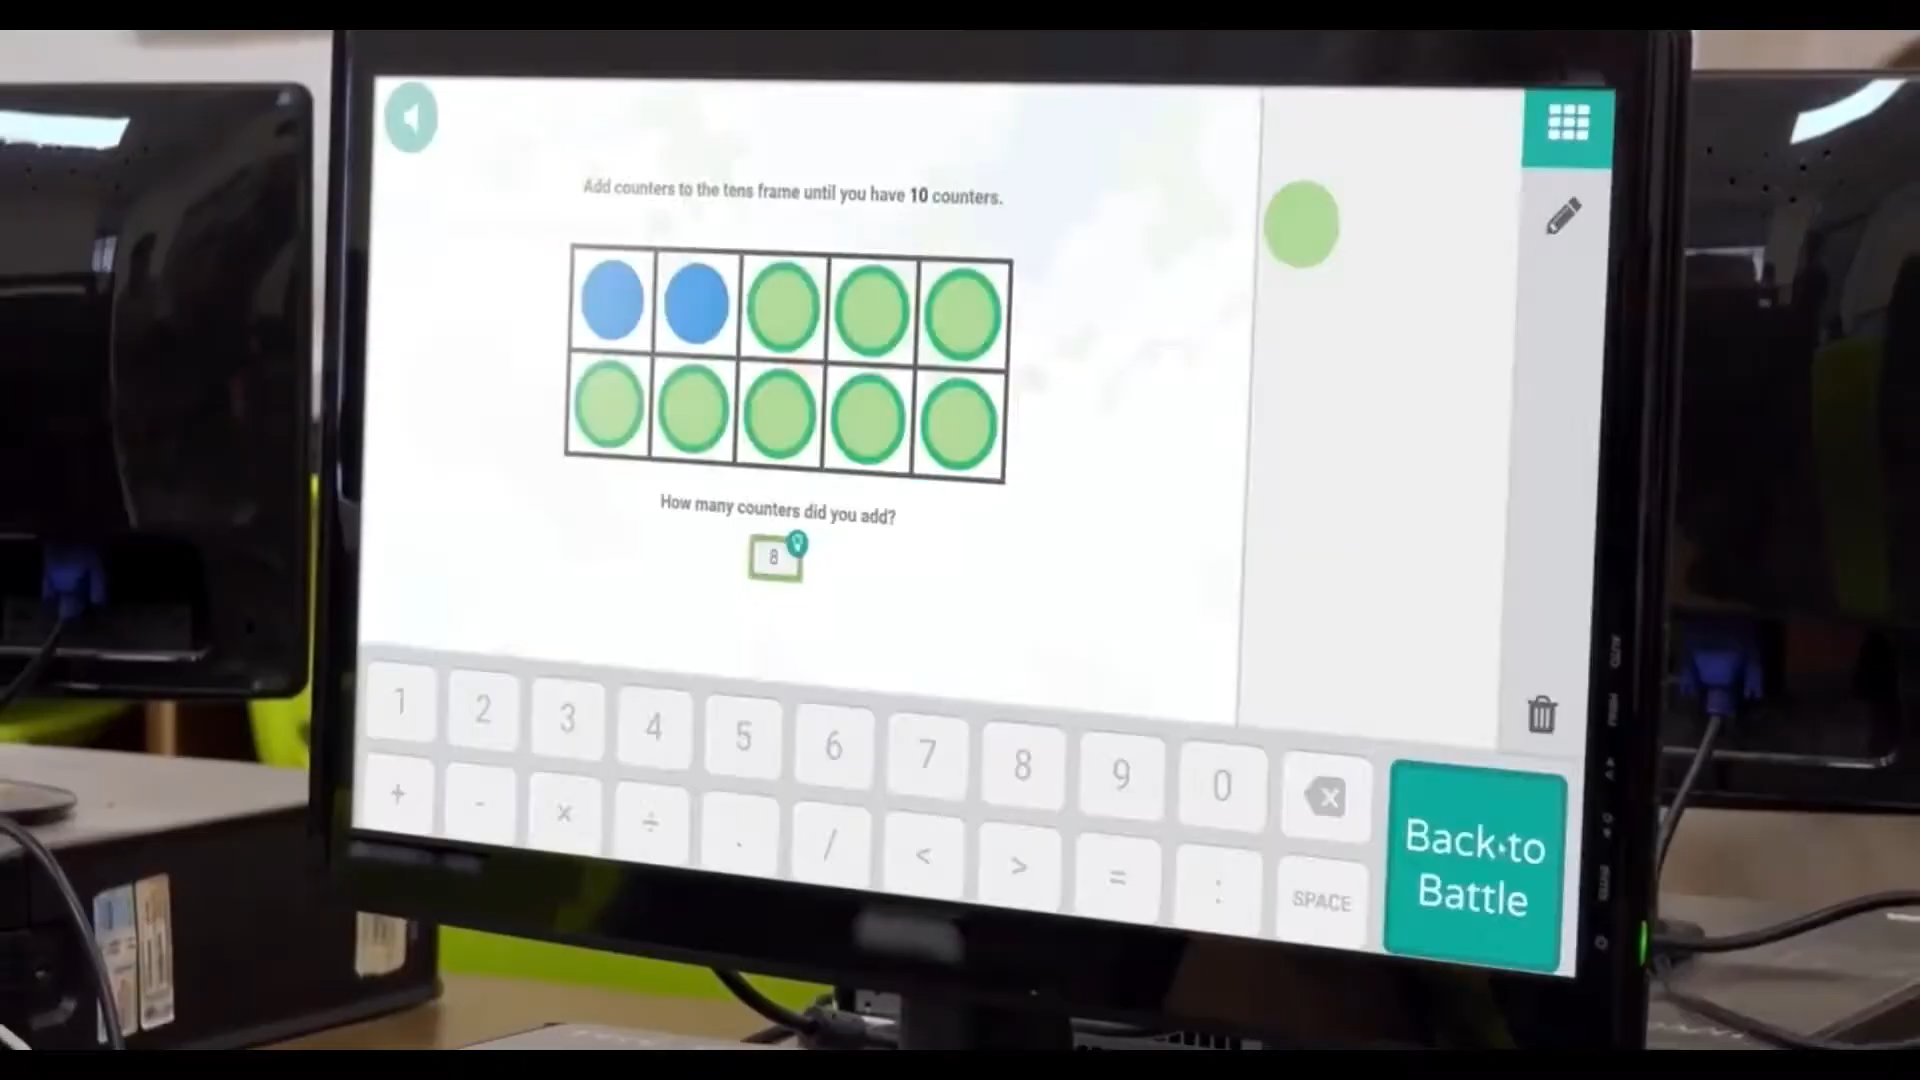 Add counters to the tens frame until you have 10 counters.
How many counters did you add?
8
1 2 3 4 5 6 7 8 9 0
+ - × ÷ . / < > = : SPACE
Back to
Battle